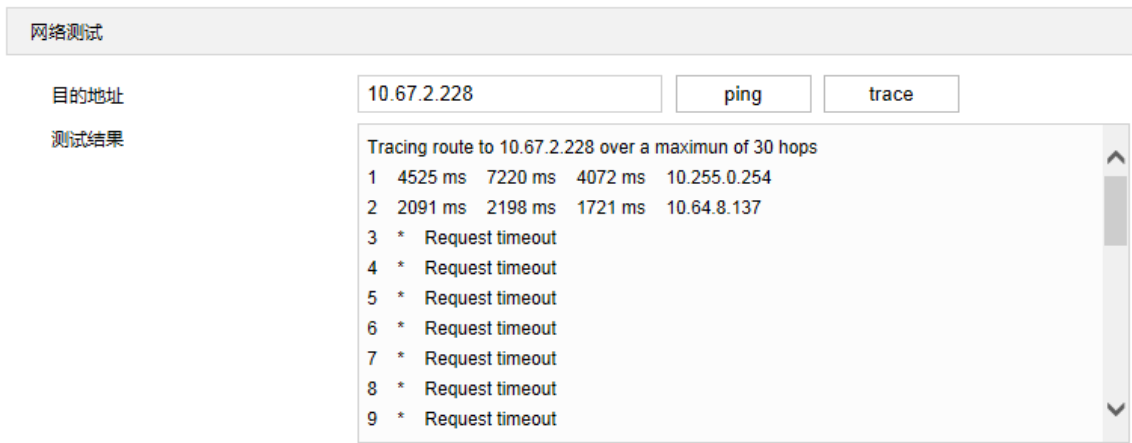 网络测试
目的地址 10.67.2.228 ping trace
测试结果
Tracing route to 10.67.2.228 over a maximun of 30 hops
1 4525 ms 7220 ms 4072 ms 10.255.0.254
2 2091 ms 2198 ms 1721 ms 10.64.8.137
3 * Request timeout
4 * Request timeout
5 * Request timeout
6 * Request timeout
7 * Request timeout
8 * Request timeout
9 * Request timeout